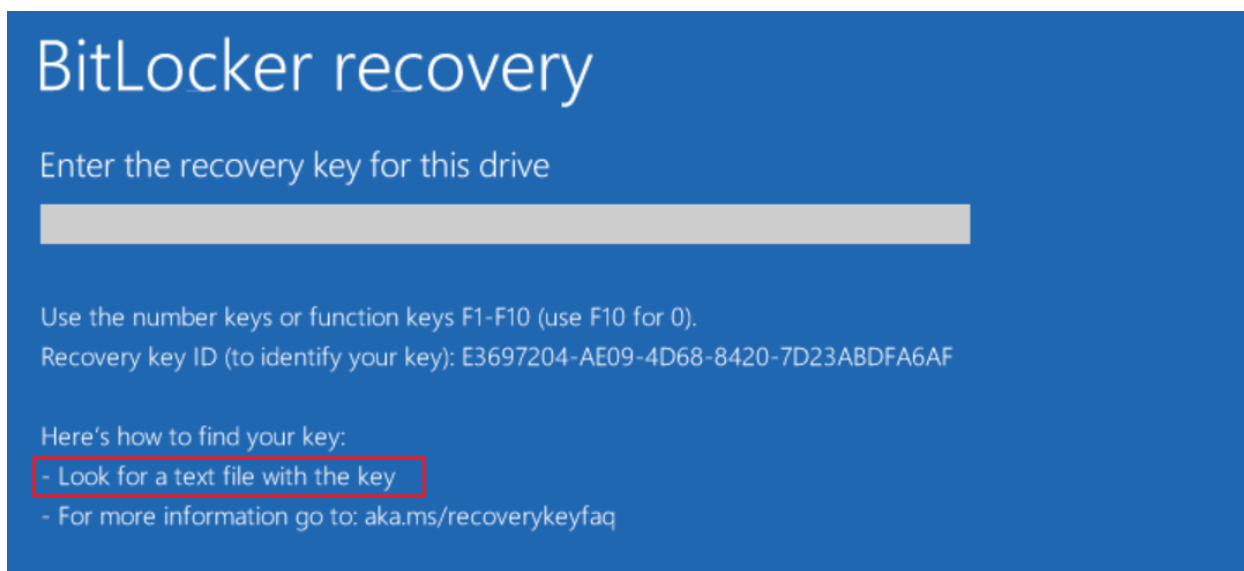 BitLocker recovery
Enter the recovery key for this drive
Use the number keys or function keys F1-F10 (use F10 for 0).
Recovery key ID (to identify your key): E3697204-AE09-4D68-8420-7D23ABDFA6AF
Here's how to find your key:
- Look for a text file with the key
- For more information go to: aka.ms/recoverykeyfaq